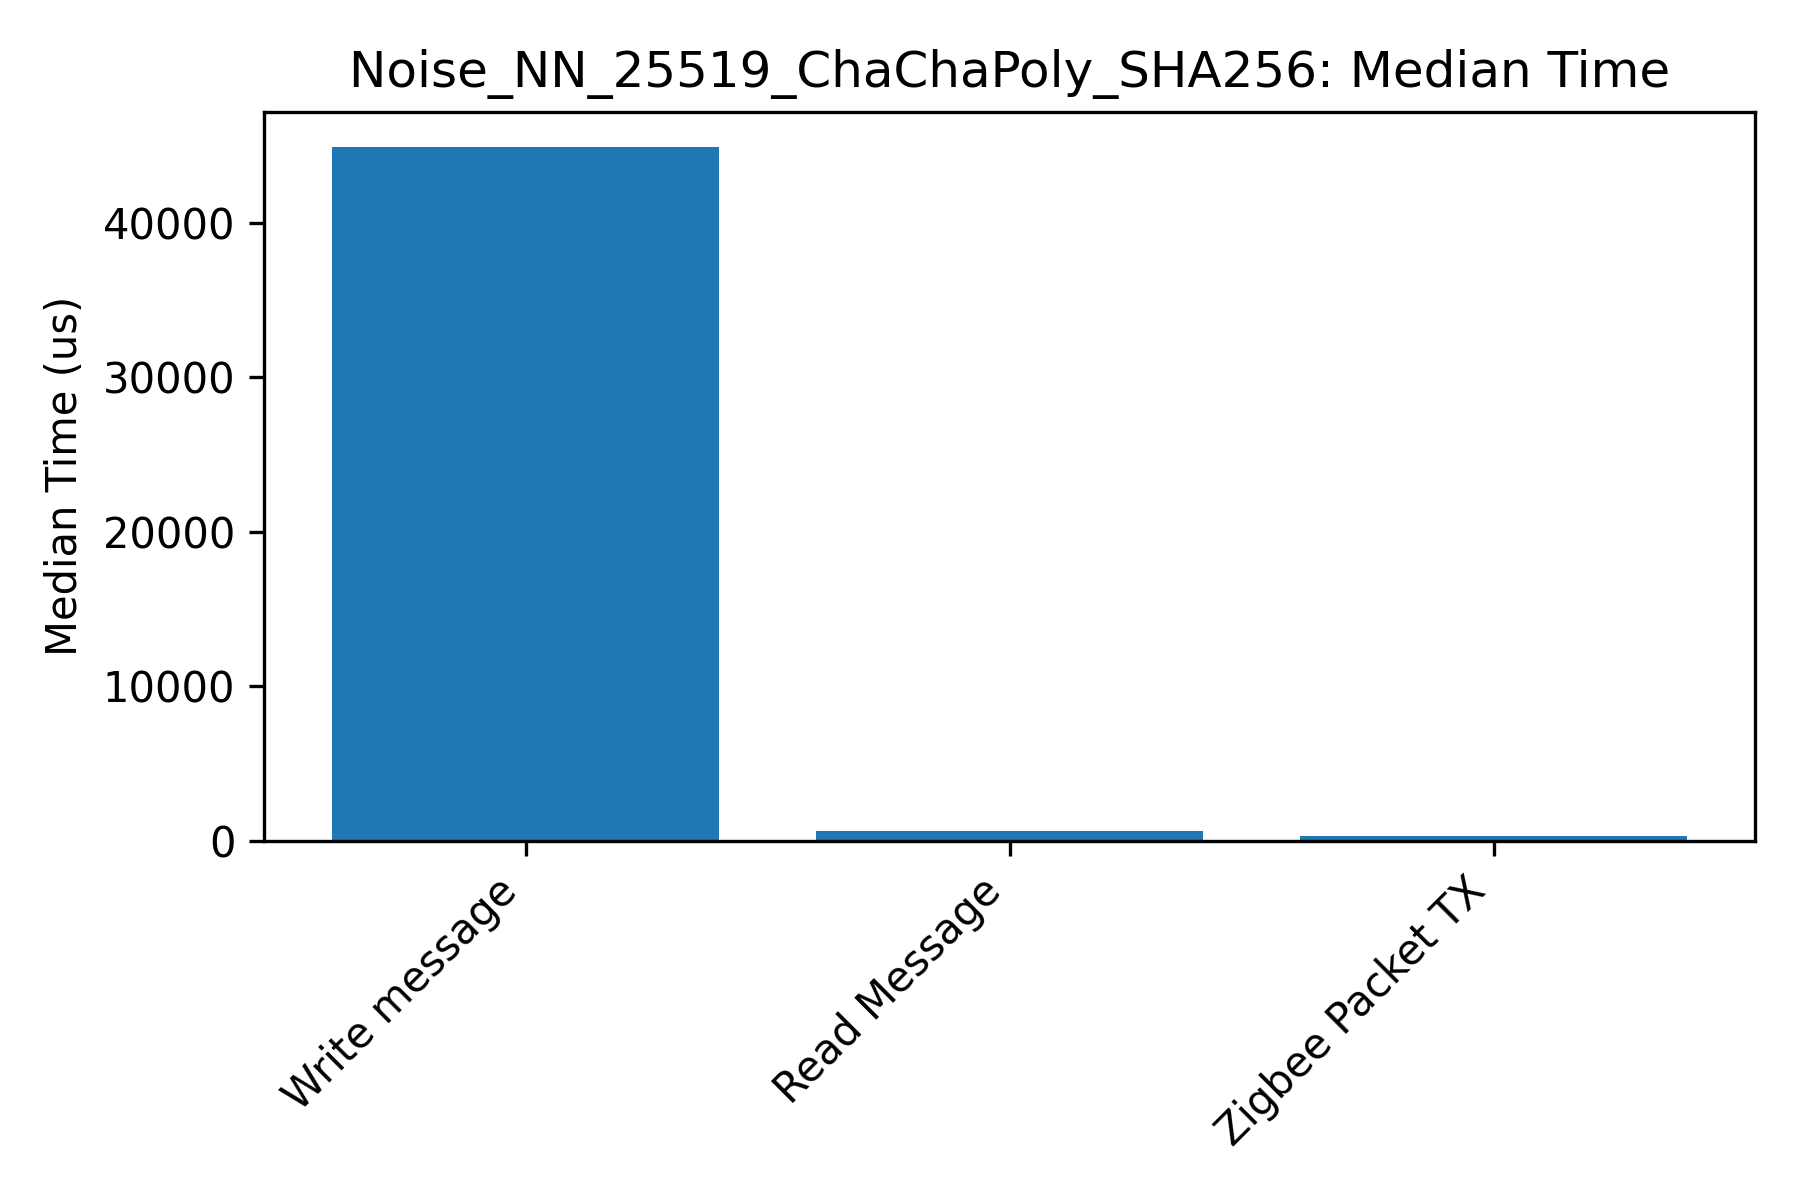 Noise_NN_25519_ChaChaPoly_SHA256: Median Time
Median Time (us)
40000
30000
20000
10000
0
Write message
Read Message
Zigbee Packet TX